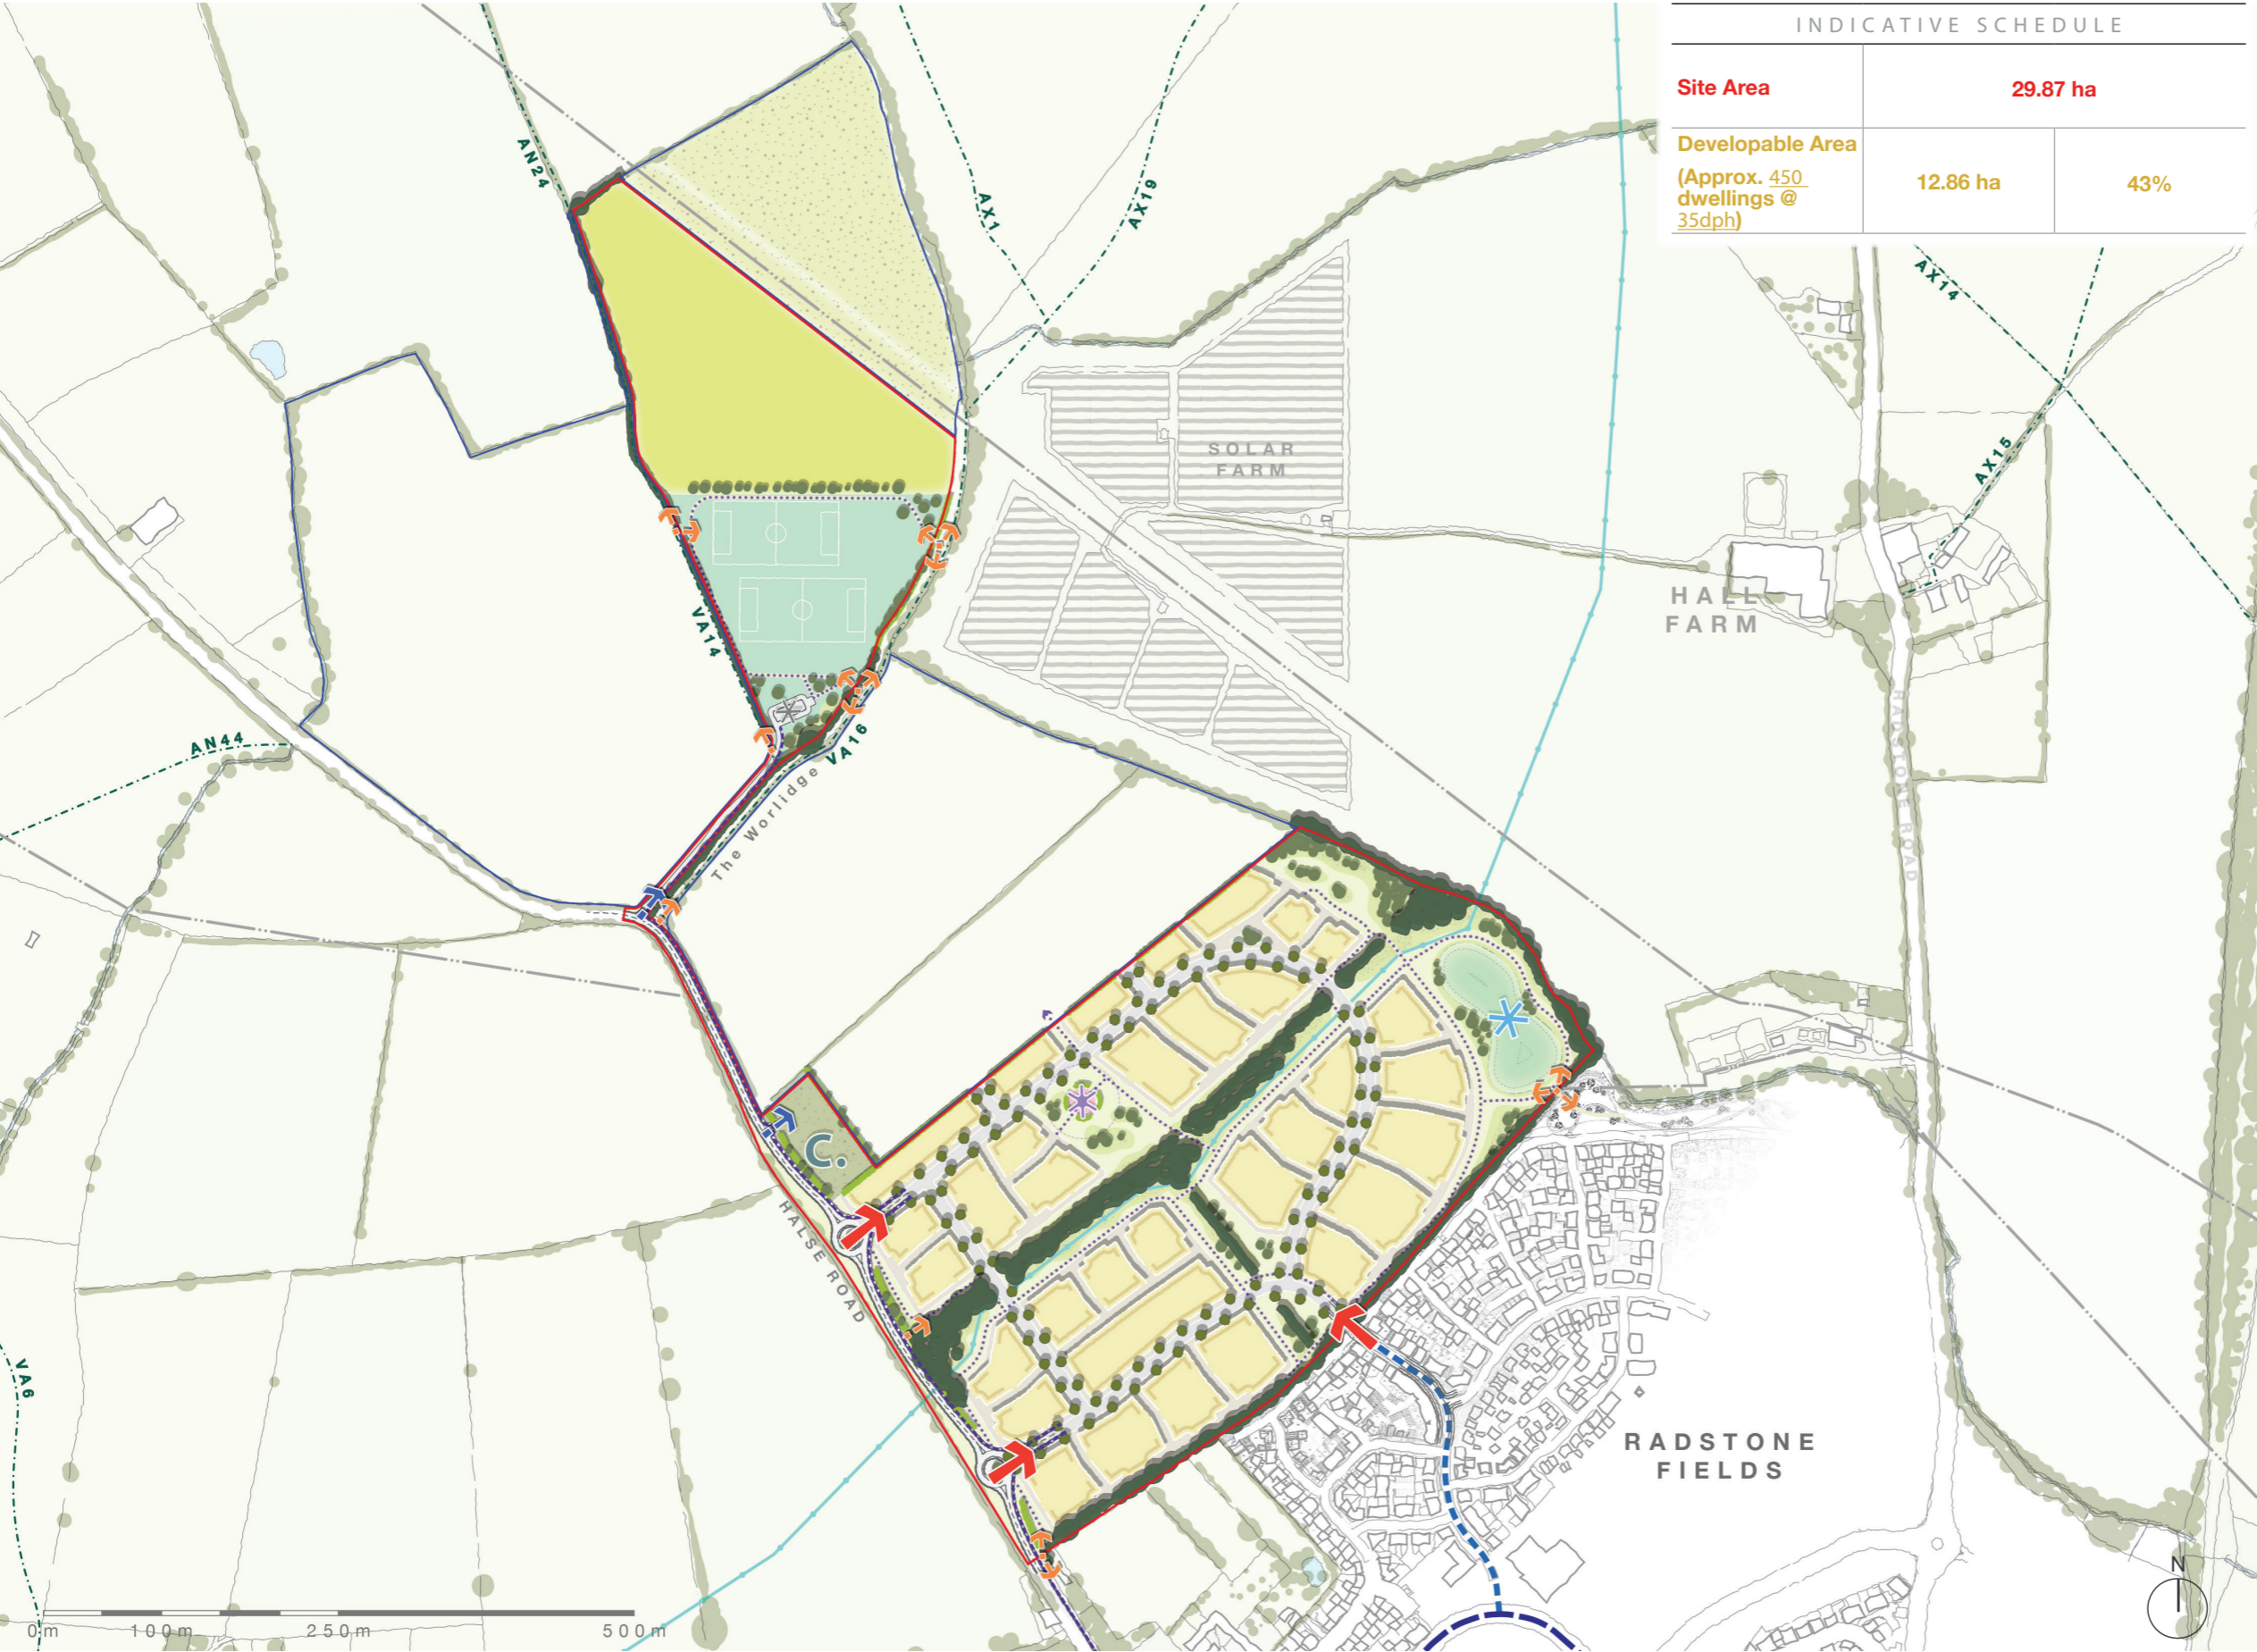 INDICATIVE SCHEDULE
Site Area
29.87 ha
Developable Area
(Approx. 450
dwellings @
35dph)
12.86 ha
43%
AN24
AX1
AX19
AX14
AX15
SOLAR
FARM
HALL
FARM
RADSTONE ROAD
VA14
VA16
The Worlidge
AN44
C.
HALSE ROAD
VA6
RADSTONE
FIELDS
N
0m
100m
250m
500m